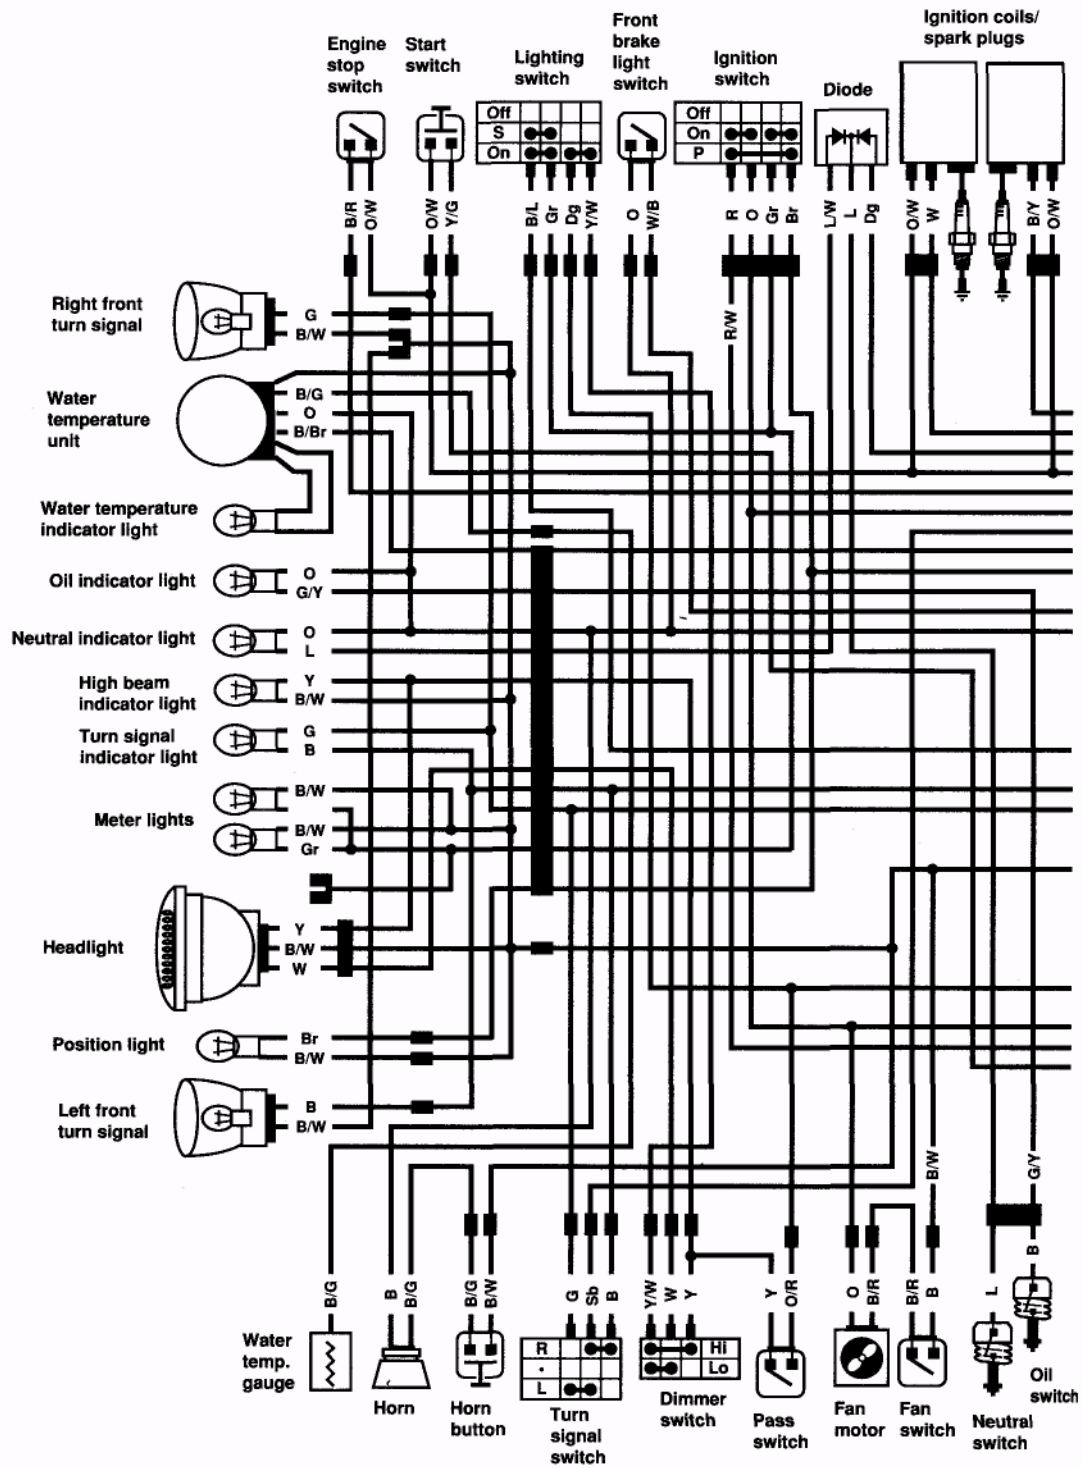 Engine
stop
switch
Start
switch
Lighting
switch
Front
brake
light
switch
Ignition
switch
Diode
Ignition coils/
spark plugs
Off
S
On
Off
On
P
B/R
O/W
O/W
Y/G
B/L
Gr
Dg
Y/W
O
W/B
R
O
Gr
Br
L/W
L
Dg
O/W
W
B/Y
O/W
R/W
Right front
turn signal
G
B/W
Water
temperature
unit
B/G
O
B/Br
Water temperature
indicator light
Oil indicator light
O
G/Y
Neutral indicator light
O
L
High beam
indicator light
Y
B/W
Turn signal
indicator light
G
B
Meter lights
B/W
B/W
Gr
Headlight
Y
B/W
W
Position light
Br
B/W
Left front
turn signal
B
B/W
B/W
G/Y
B
B/G
B
B/G
B/G
B/W
G
Sb
B
Y/W
W
Y
Y
O/R
O
B/R
B/R
B
L
Water
temp.
gauge
Horn
Horn
button
R
.
L
Turn
signal
switch
Hi
Lo
Dimmer
switch
Pass
switch
Fan
motor
Fan
switch
Neutral
switch
Oil
switch